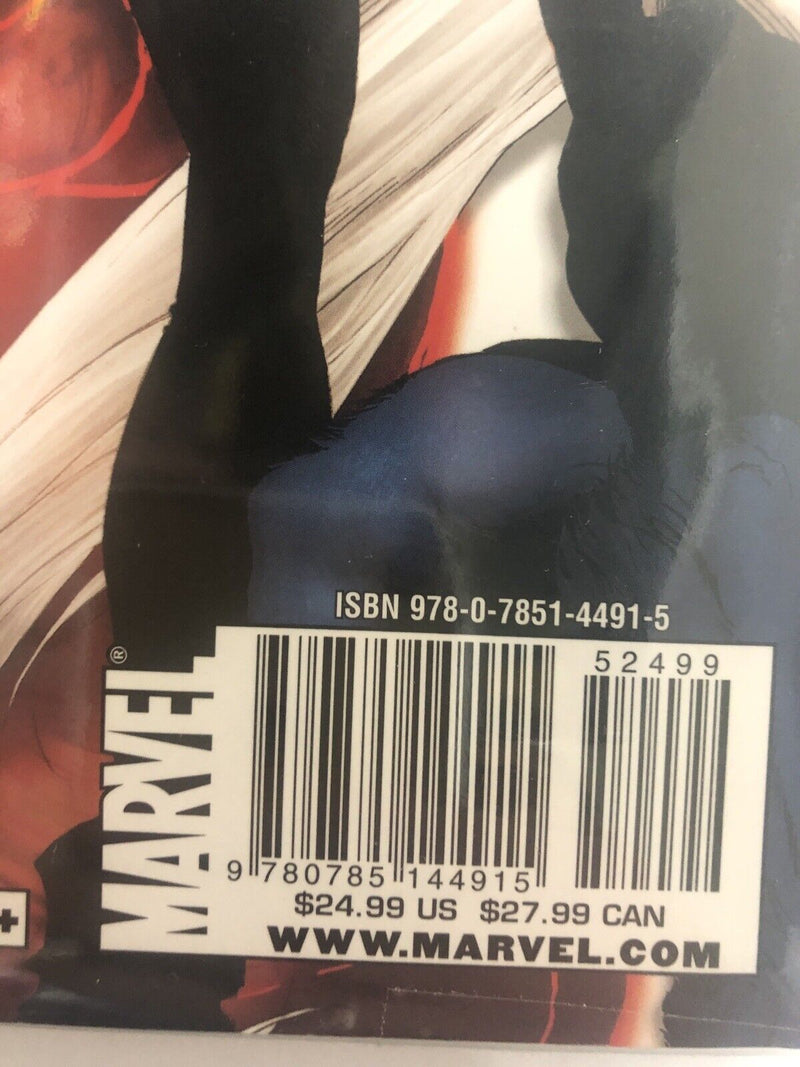 ISBN 978-0-7851-4491-5
MARVEL®
52499
9 780785 144915
$24.99 US $27.99 CAN
WWW.MARVEL.COM
+